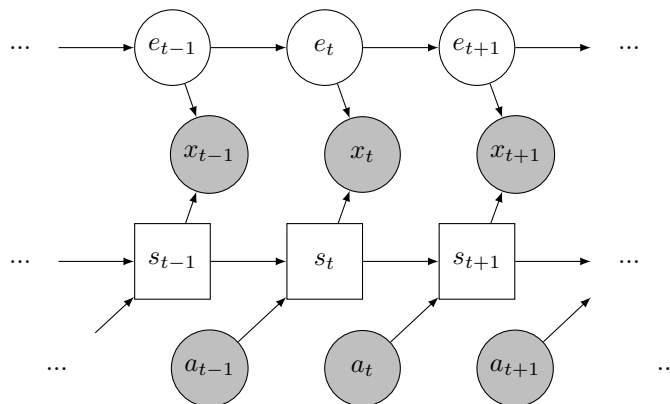 ... e_{t-1} e_t e_{t+1} ...
x_{t-1} x_t x_{t+1}
... s_{t-1} s_t s_{t+1} ...
... a_{t-1} a_t a_{t+1} ...